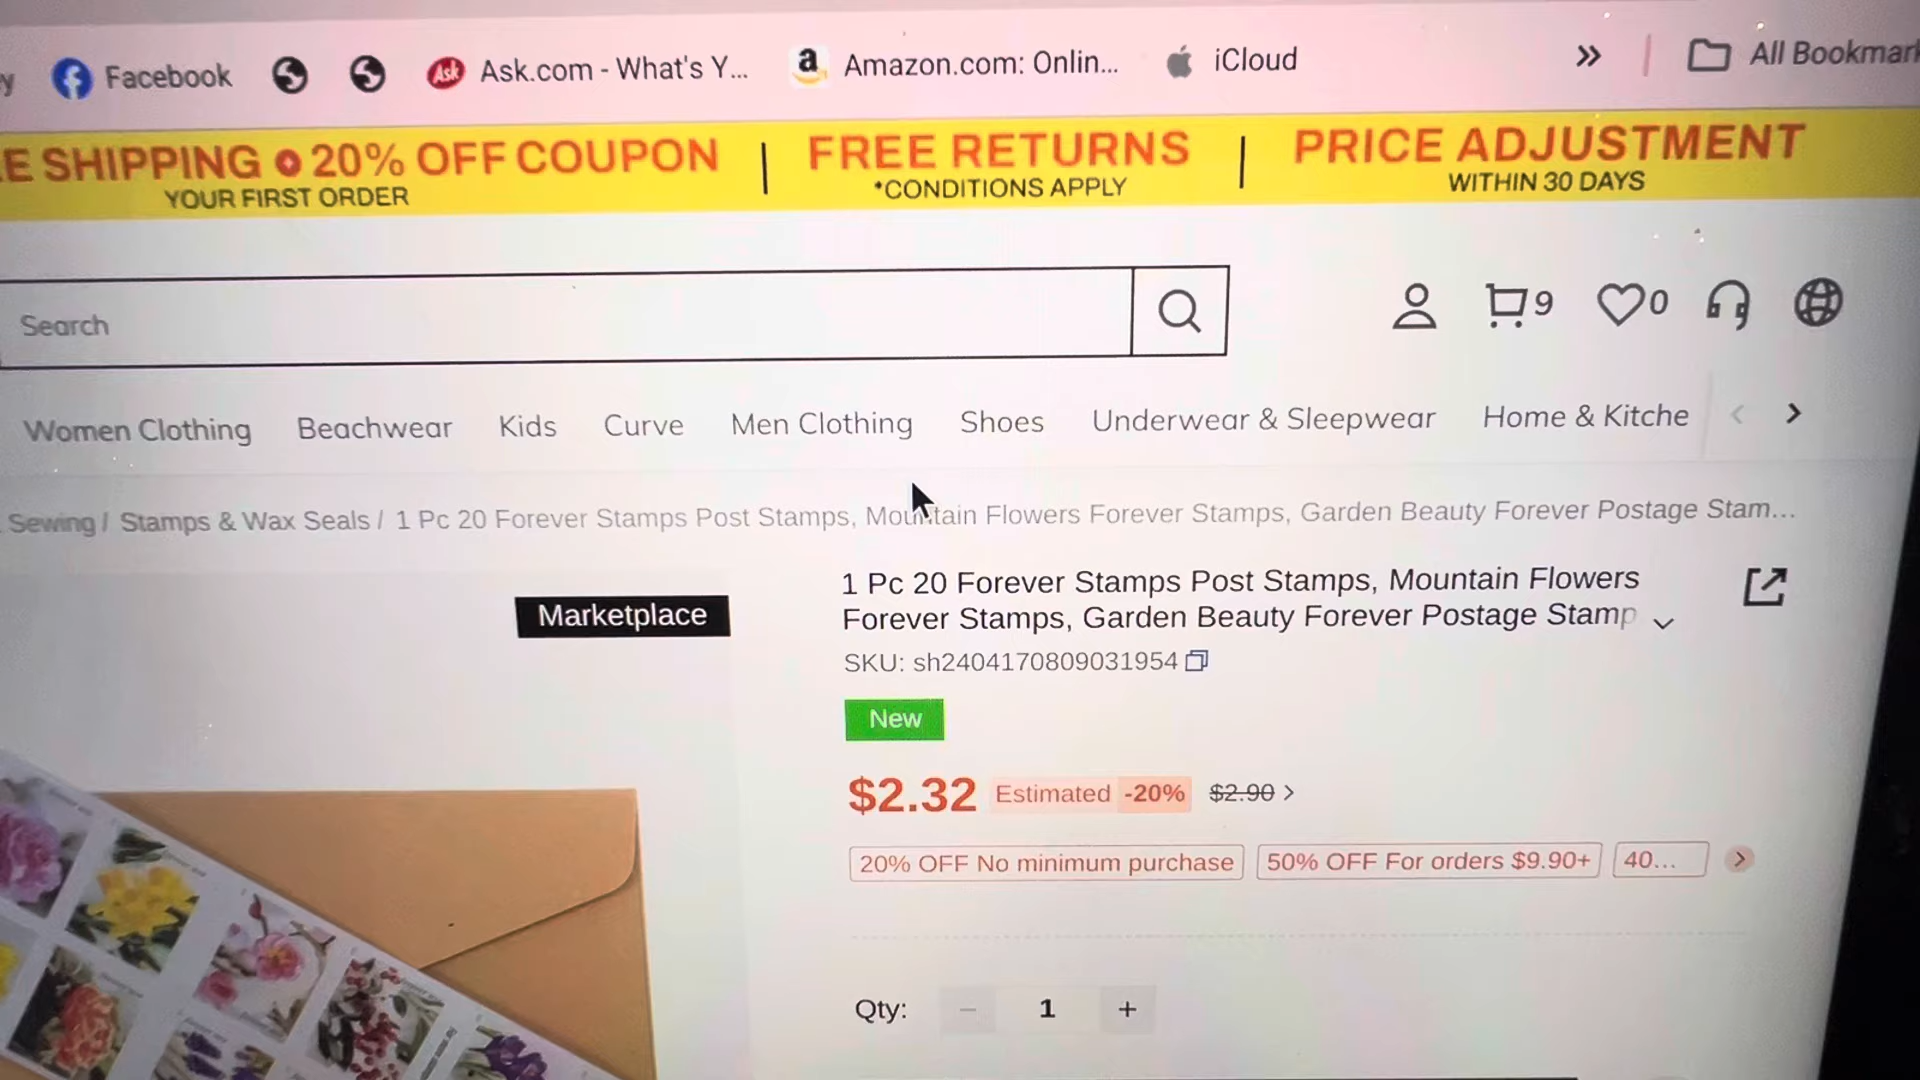 y
Facebook
Ask.com - What's Y...
Amazon.com: Onlin...
iCloud
All Bookmar
E SHIPPING 20% OFF COUPON
YOUR FIRST ORDER
FREE RETURNS
*CONDITIONS APPLY
PRICE ADJUSTMENT
WITHIN 30 DAYS
Search
9
0
Women Clothing Beachwear Kids Curve Men Clothing Shoes Underwear & Sleepwear Home & Kitche
Sewing / Stamps & Wax Seals / 1 Pc 20 Forever Stamps Post Stamps, Mountain Flowers Forever Stamps, Garden Beauty Forever Postage Stam...
Marketplace
1 Pc 20 Forever Stamps Post Stamps, Mountain Flowers
Forever Stamps, Garden Beauty Forever Postage Stamp
SKU: sh2404170809031954
New
$2.32 Estimated -20% $2.90 >
20% OFF No minimum purchase
50% OFF For orders $9.90+
40...
Qty: − 1 +